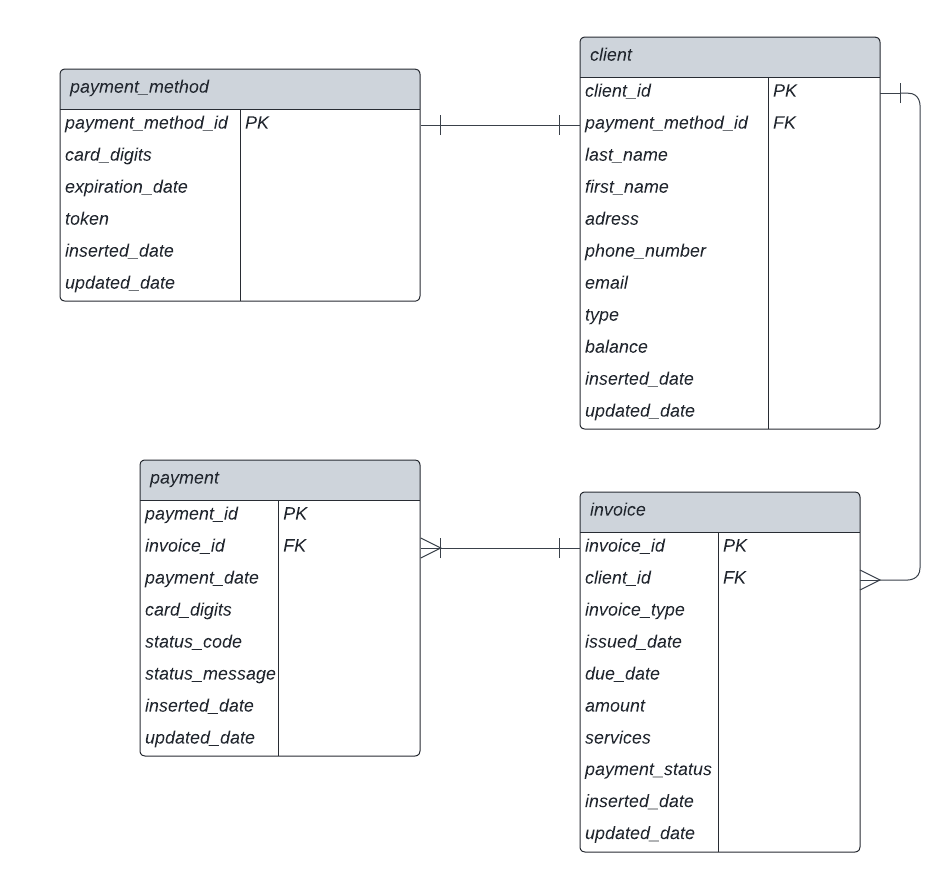 payment_method
payment_method_id PK
card_digits
expiration_date
token
inserted_date
updated_date
client
client_id PK
payment_method_id FK
last_name
first_name
adress
phone_number
email
type
balance
inserted_date
updated_date
payment
payment_id PK
invoice_id FK
payment_date
card_digits
status_code
status_message
inserted_date
updated_date
invoice
invoice_id PK
client_id FK
invoice_type
issued_date
due_date
amount
services
payment_status
inserted_date
updated_date